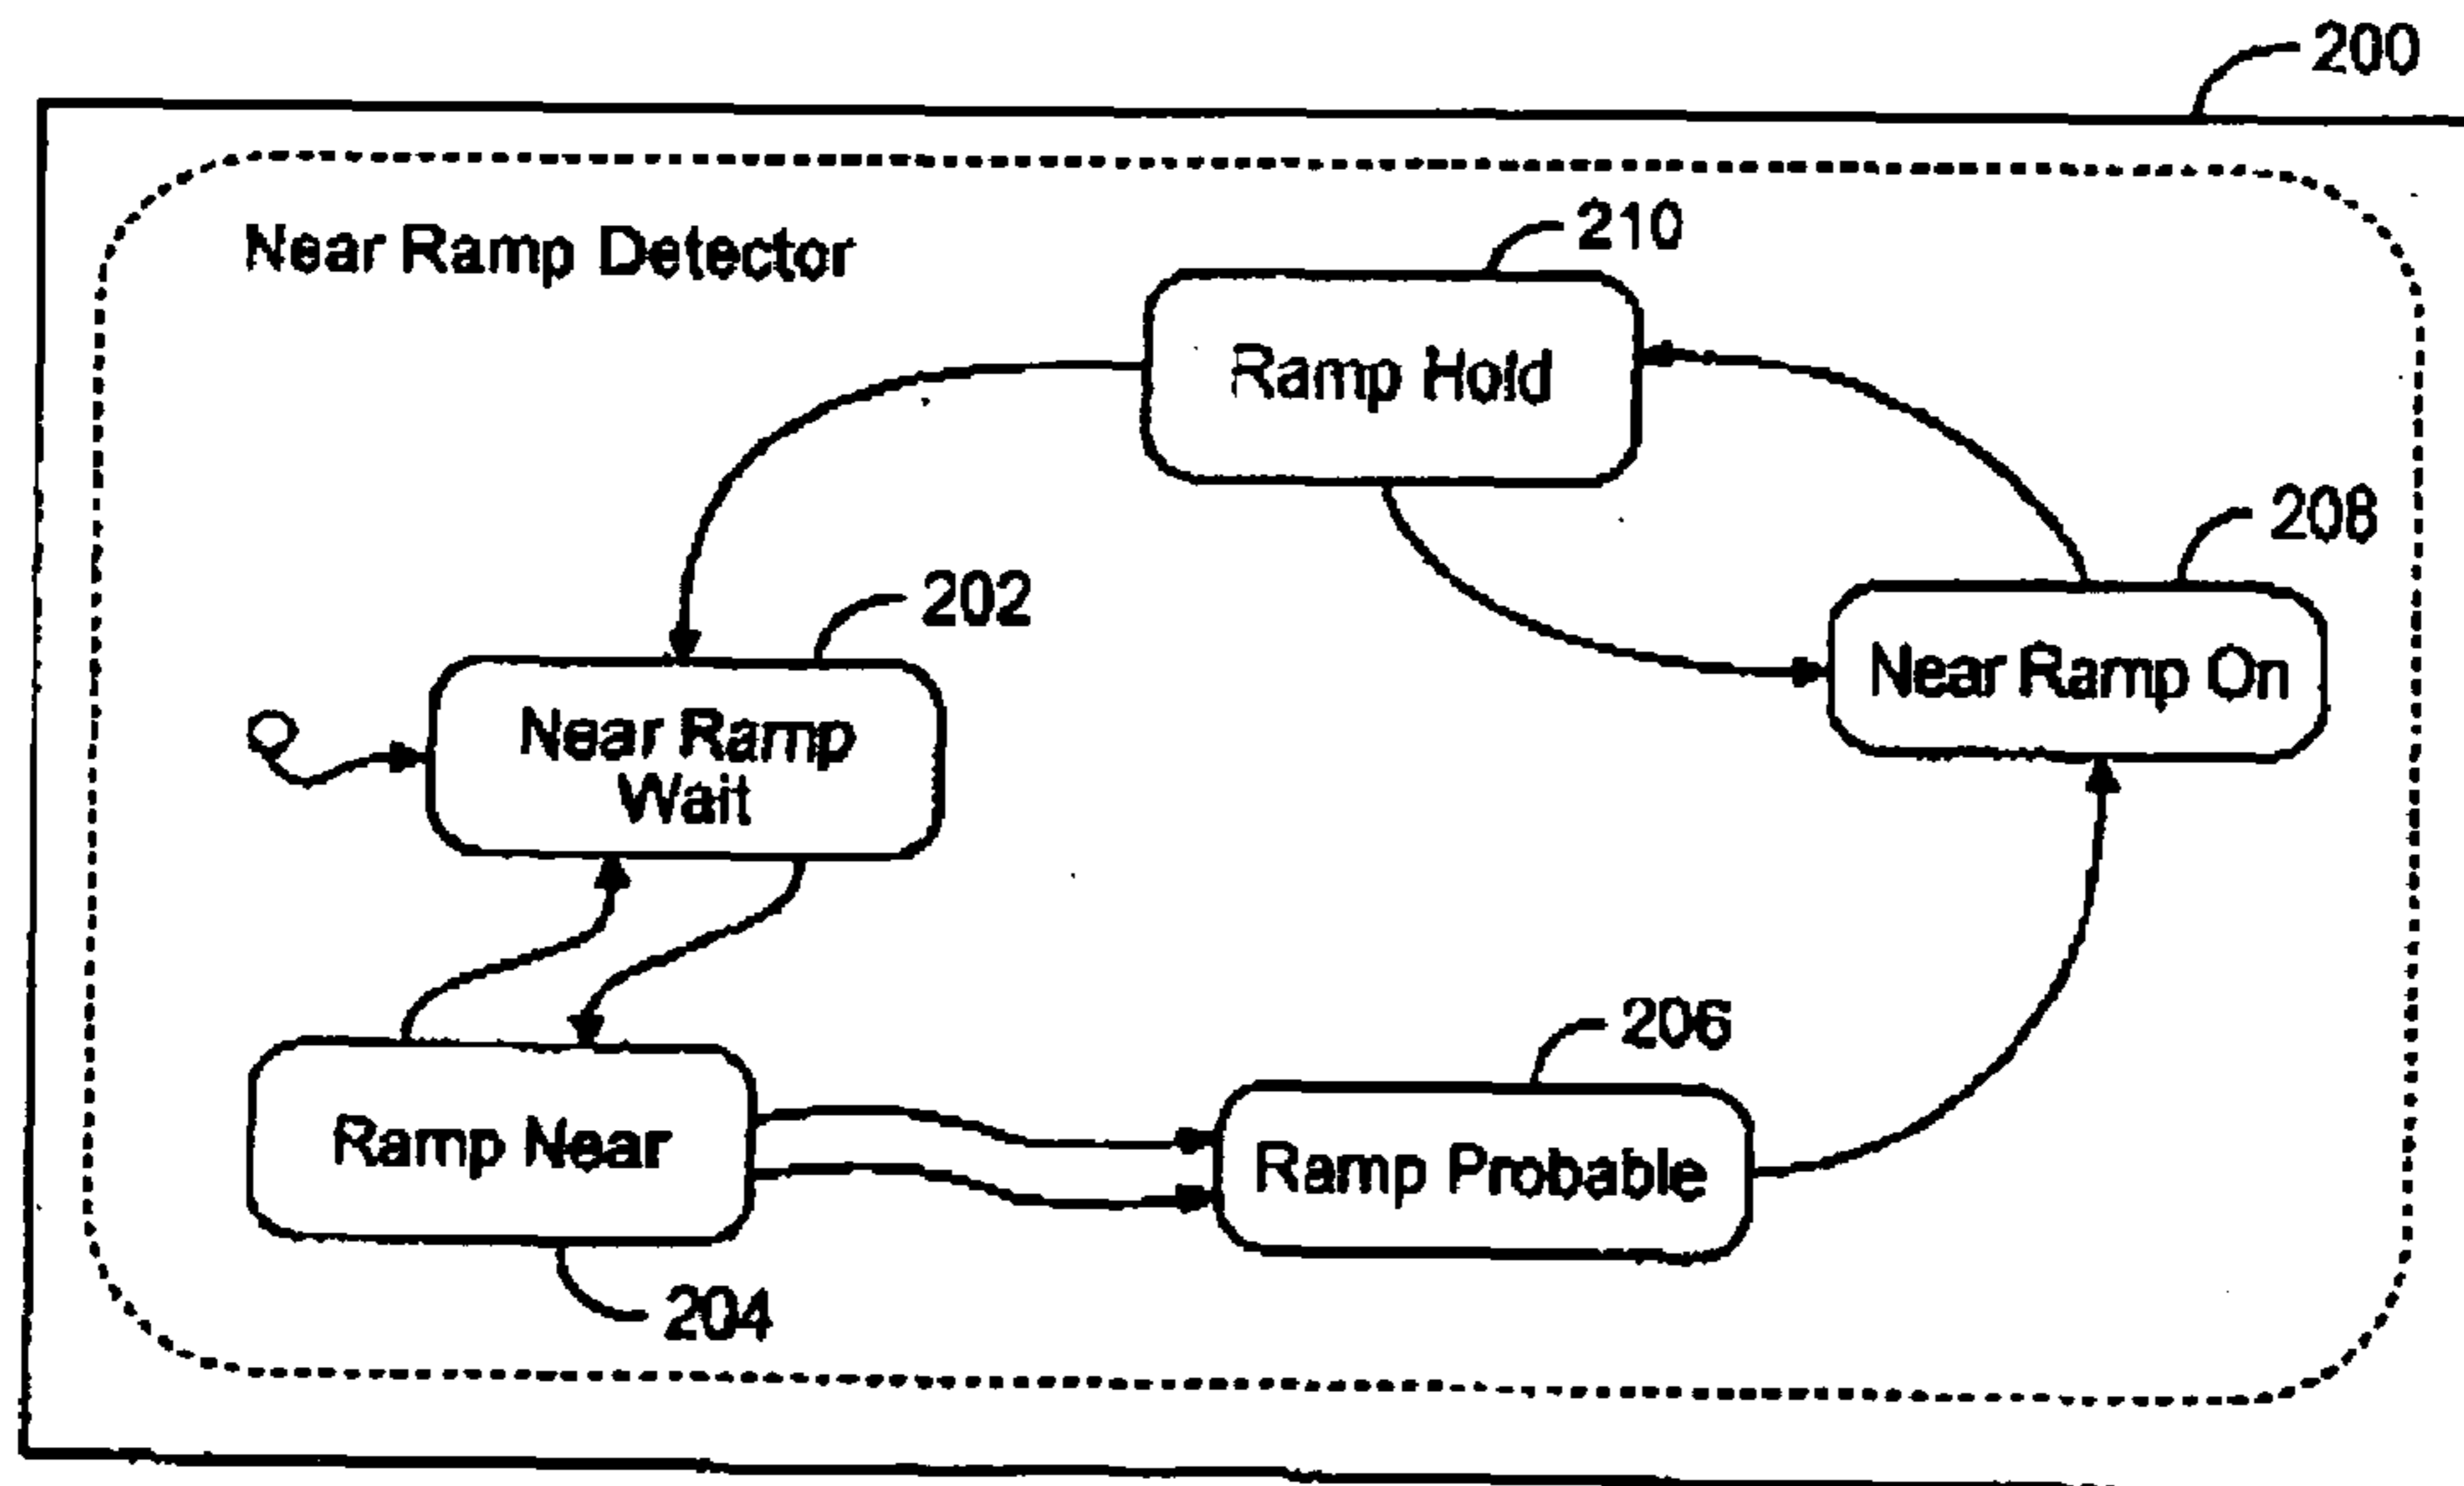 200
Near Ramp Detector
210
Ramp Hold
208
Near Ramp On
202
Near Ramp
Wait
206
Ramp Near
Ramp Probable
204